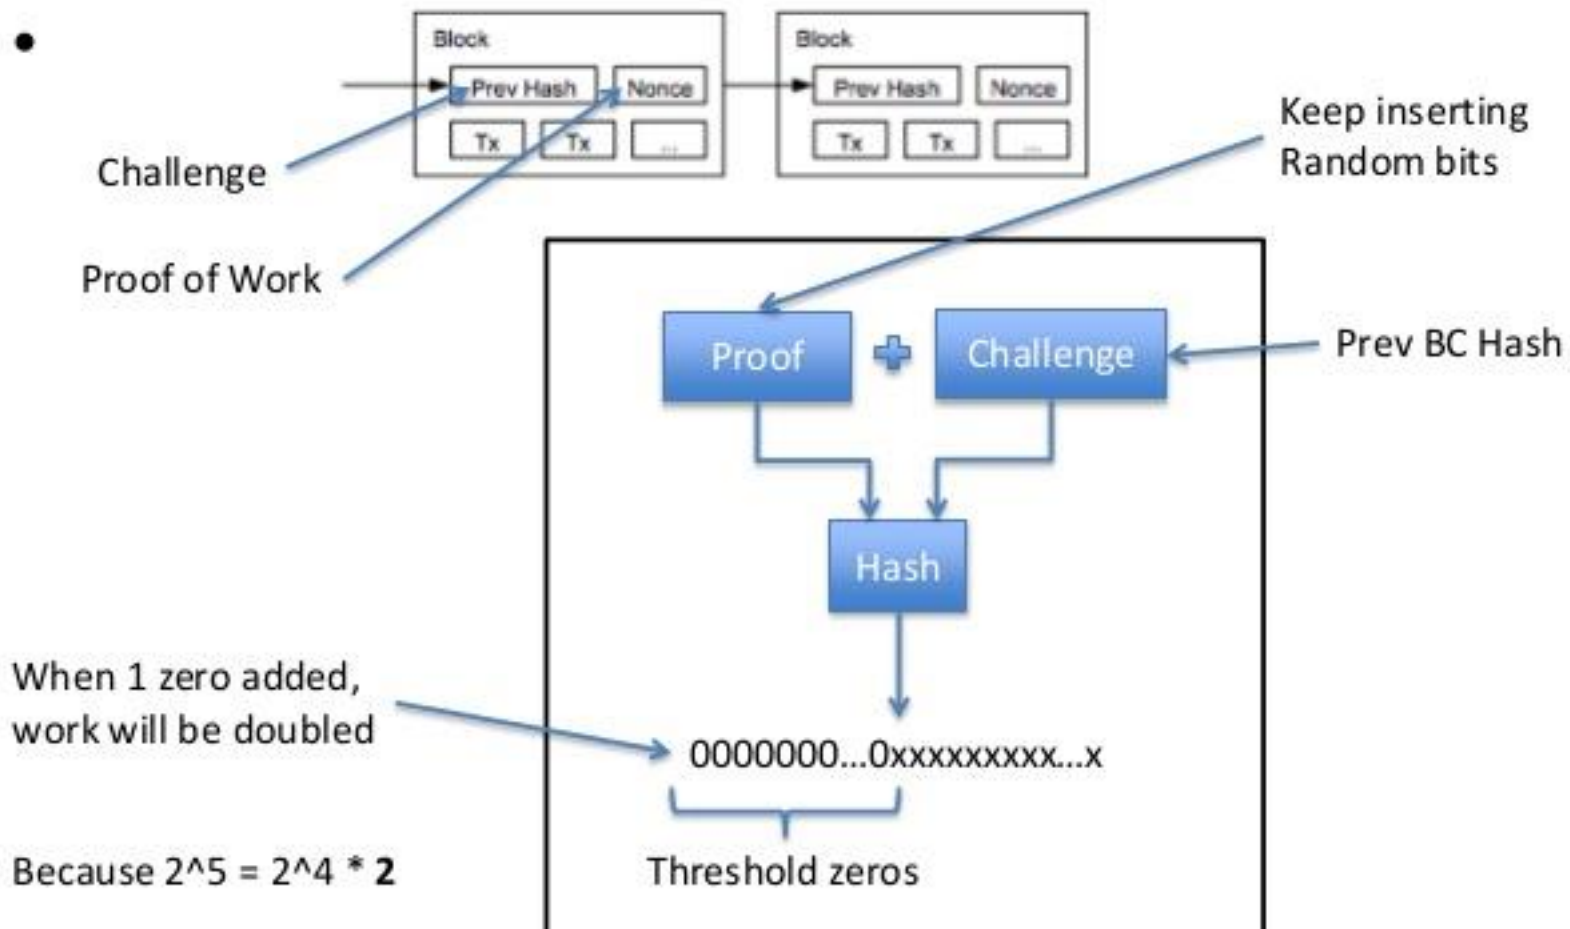 •
Block
Prev Hash
Nonce
Tx
Tx
...
Block
Prev Hash
Nonce
Tx
Tx
...
Challenge
Proof of Work
Keep inserting
Random bits
Proof
Challenge
Prev BC Hash
Hash
When 1 zero added,
work will be doubled
0000000...0xxxxxxxxx...x
Because 2^5 = 2^4 * 2
Threshold zeros